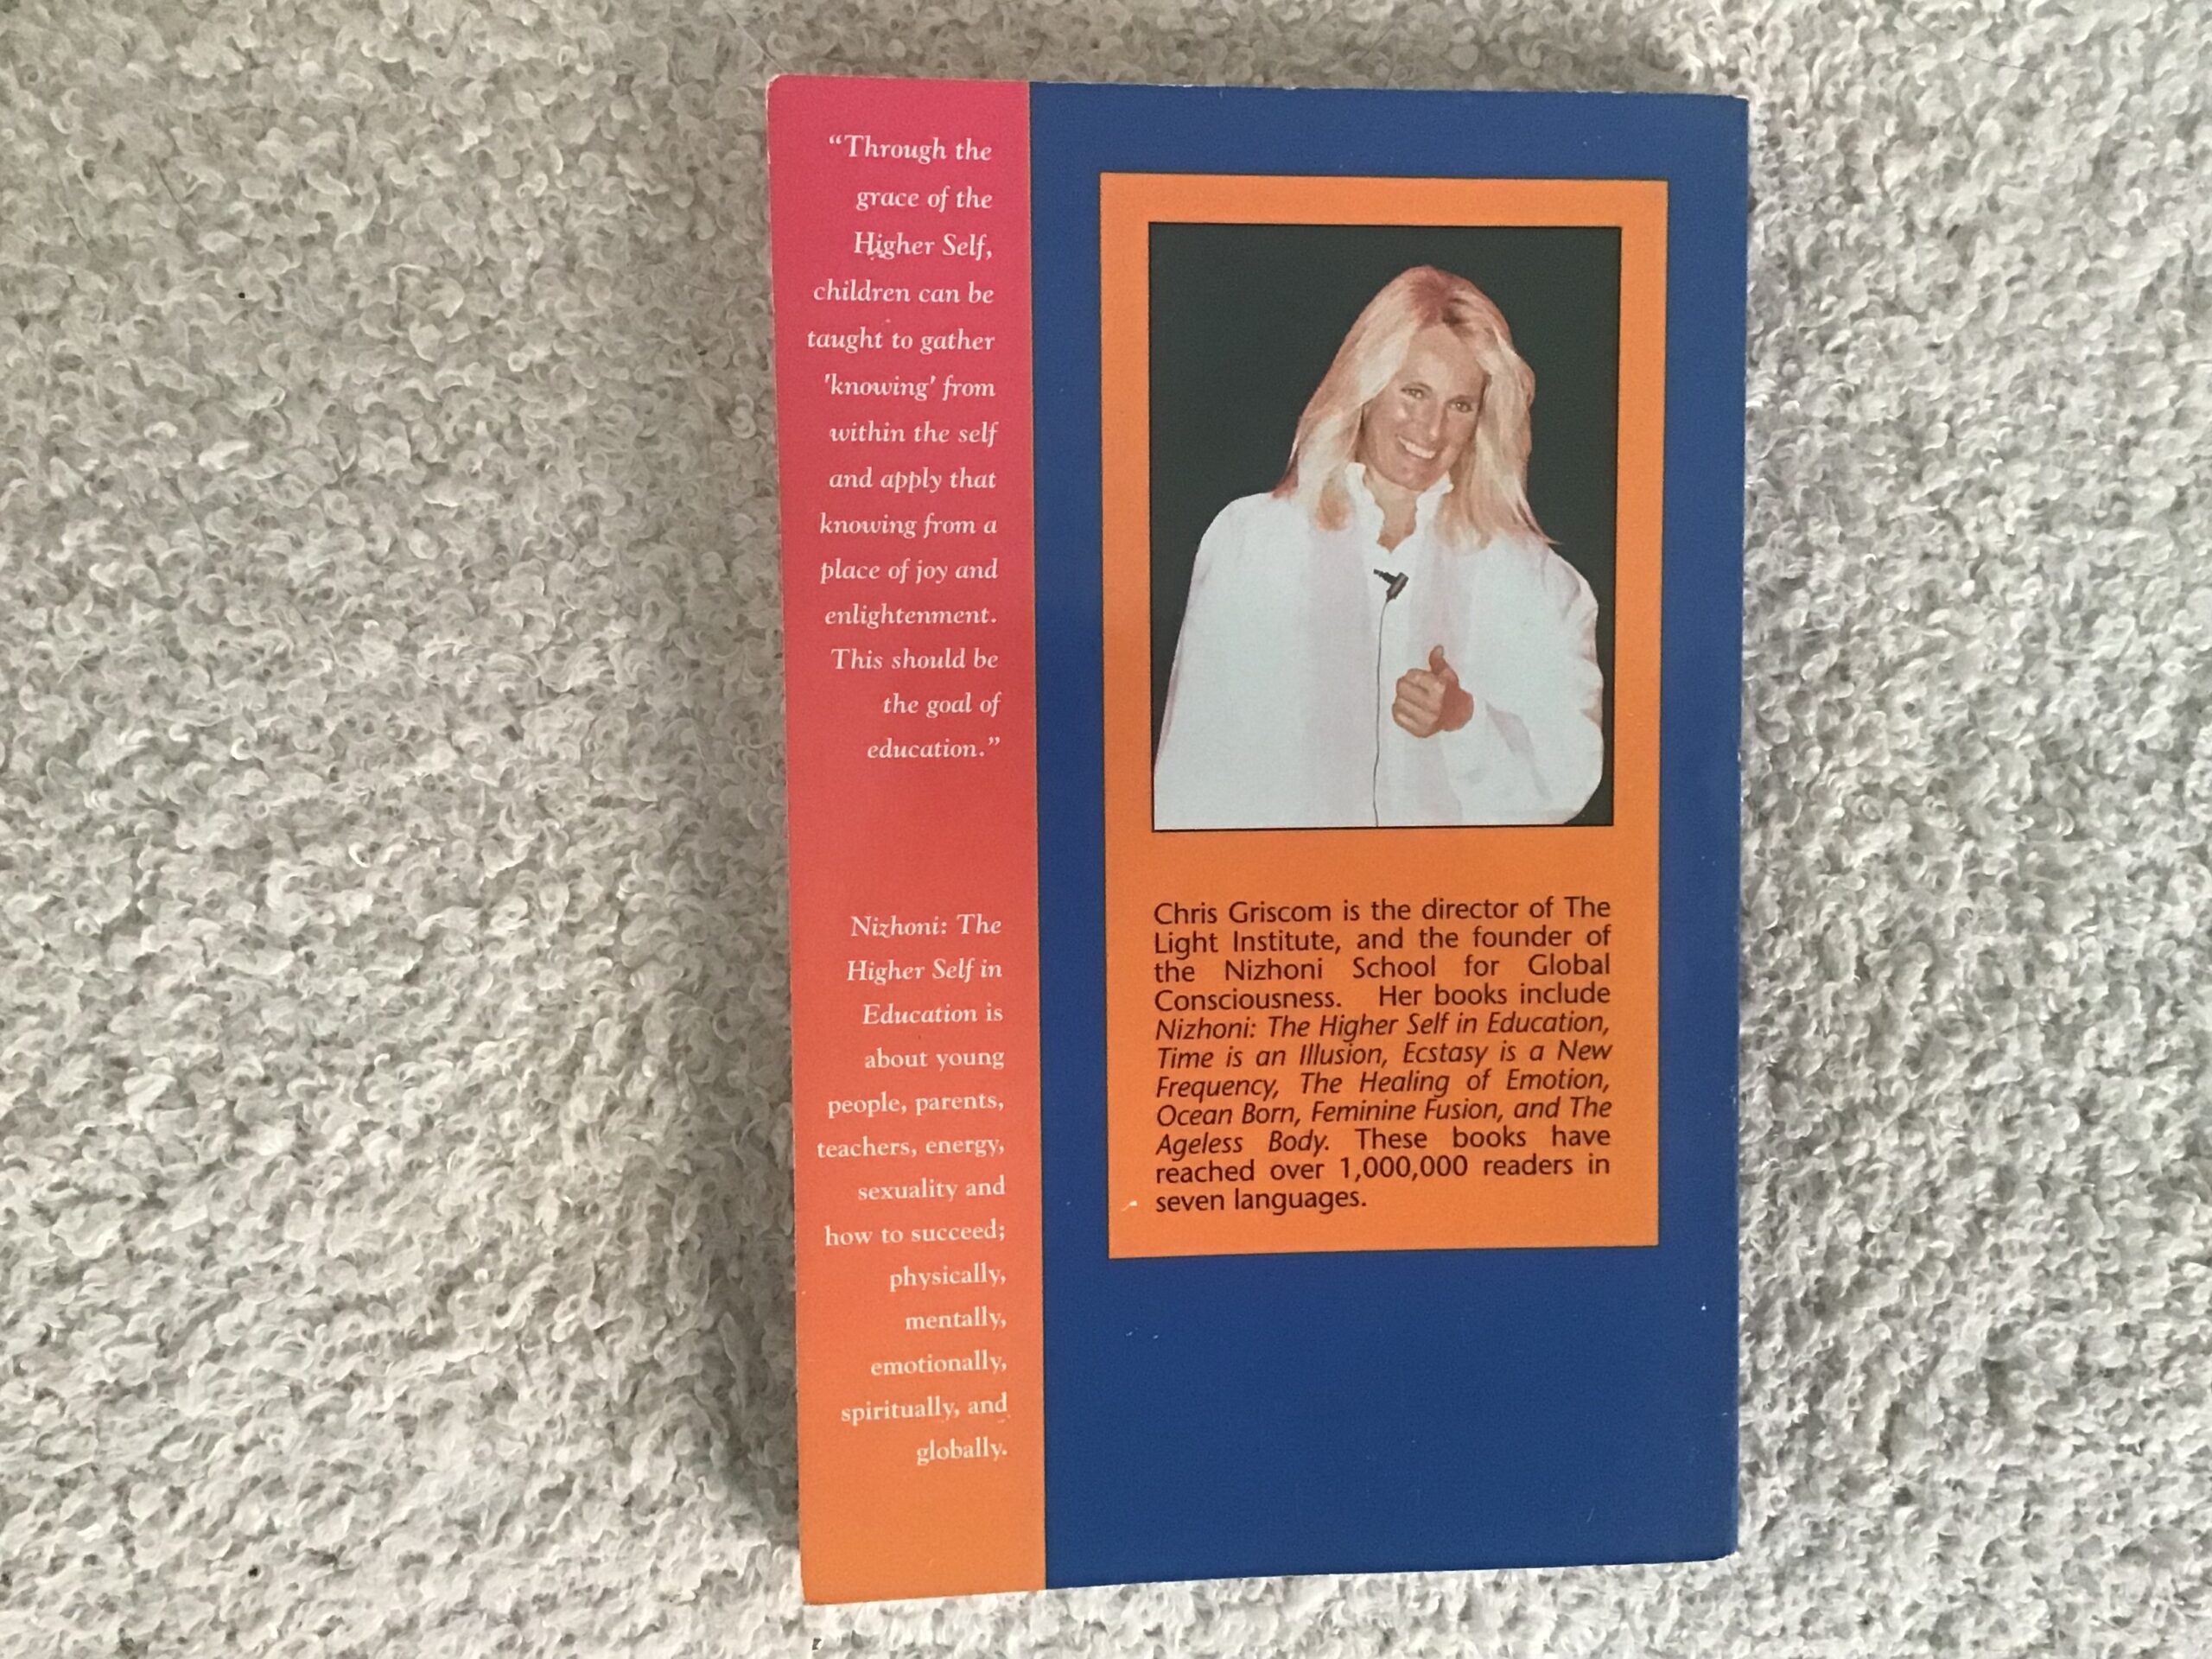 “Through the
grace of the
Higher Self,
children can be
taught to gather
'knowing' from
within the self
and apply that
knowing from a
place of joy and
enlightenment.
This should be
the goal of
education.”
Nizhoni: The
Higher Self in
Education is
about young
people, parents,
teachers, energy,
sexuality and
how to succeed;
physically,
mentally,
emotionally,
spiritually, and
globally.
Chris Griscom is the director of The
Light Institute, and the founder of
the Nizhoni School for Global
Consciousness. Her books include
Nizhoni: The Higher Self in Education,
Time is an Illusion, Ecstasy is a New
Frequency, The Healing of Emotion,
Ocean Born, Feminine Fusion, and The
Ageless Body. These books have
reached over 1,000,000 readers in
seven languages.